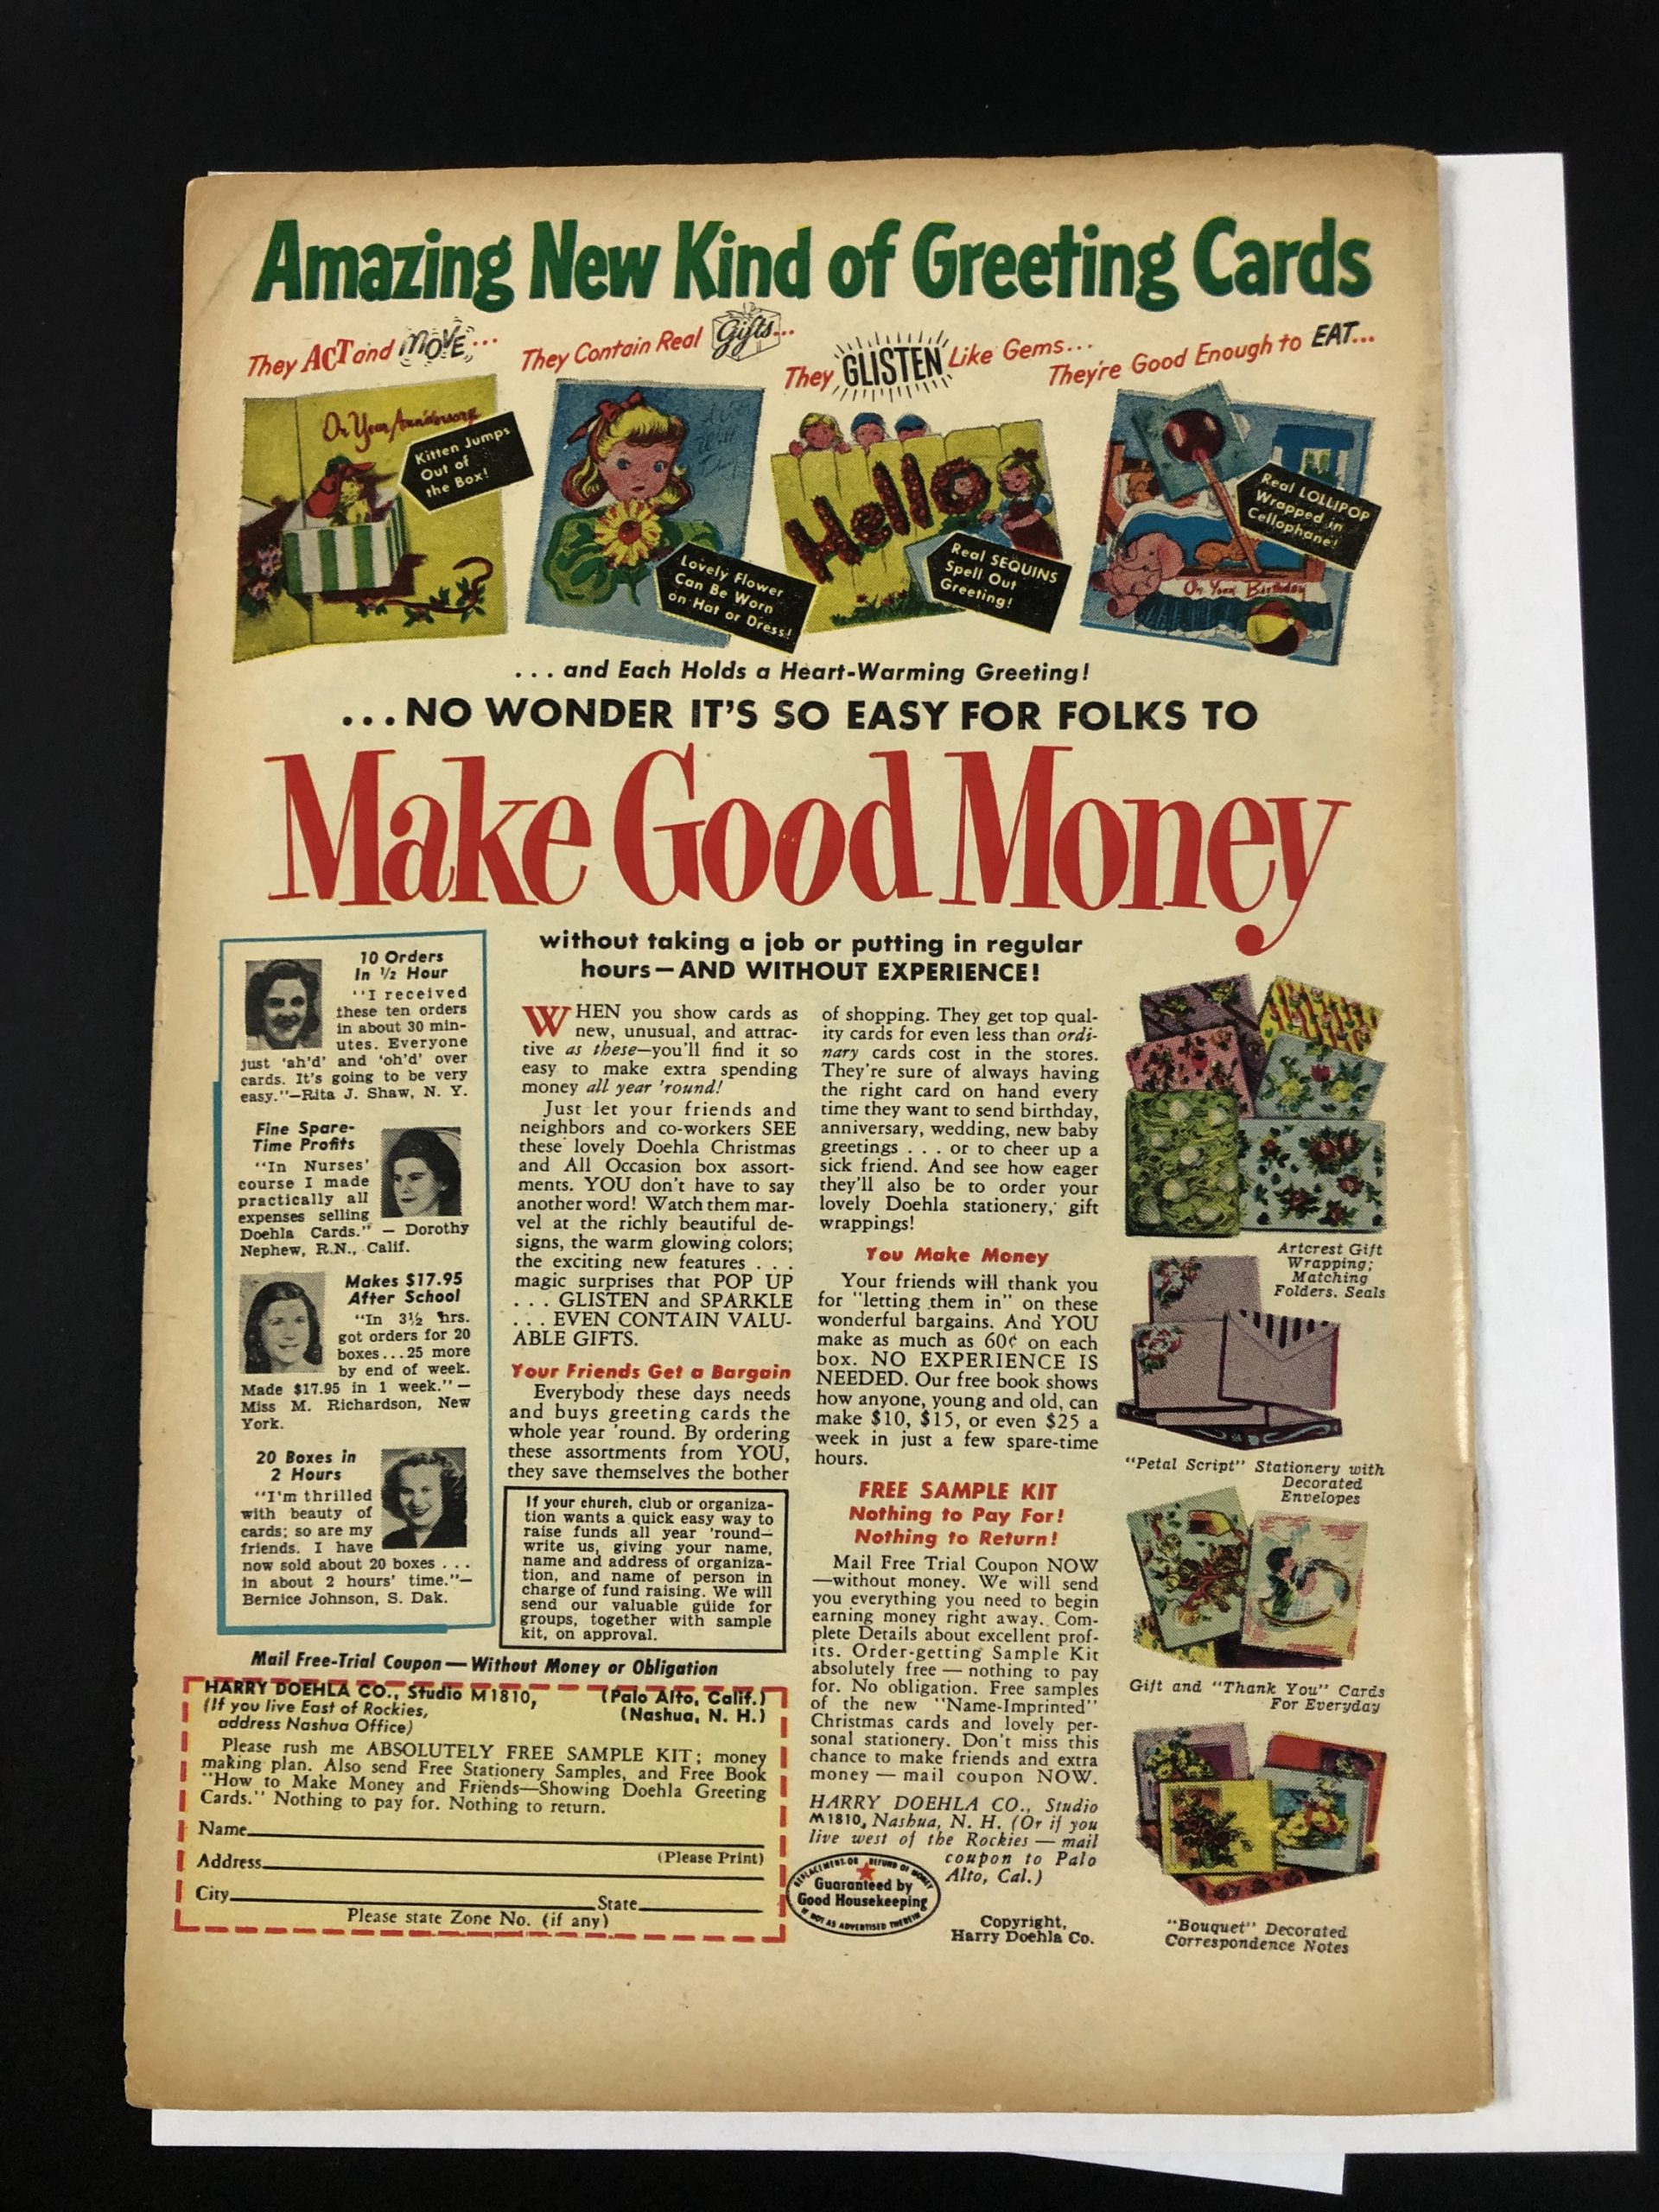 Amazing New Kind of Greeting Cards
They ACT and MOVE...
They Contain Real Gifts...
They GLISTEN Like Gems...
They're Good Enough to EAT...
On Your Anniversary
Kitten Jumps
Out of
the Box!
Lovely Flower
Can Be Worn
on Hat or Dress!
Hello
Real SEQUINS
Spell Out
Greeting!
Real LOLLIPOP
Wrapped in
Cellophane!
On Your Birthday
...and Each Holds a Heart-Warming Greeting!
...NO WONDER IT'S SO EASY FOR FOLKS TO
Make Good Money
without taking a job or putting in regular
hours—AND WITHOUT EXPERIENCE!
10 Orders
In ½ Hour
"I received
these ten orders
in about 30 min-
utes. Everyone
just 'ah'd' and 'oh'd' over
cards. It's going to be very
easy."—Rita J. Shaw, N. Y.
Fine Spare-
Time Profits
"In Nurses'
course I made
practically all
expenses selling
Doehla Cards." — Dorothy
Nephew, R.N., Calif.
Makes $17.95
After School
"In 3½ hrs.
got orders for 20
boxes...25 more
by end of week.
Made $17.95 in 1 week."—
Miss M. Richardson, New
York.
20 Boxes in
2 Hours
"I'm thrilled
with beauty of
cards; so are my
friends. I have
now sold about 20 boxes . . .
in about 2 hours' time."—
Bernice Johnson, S. Dak.
WHEN you show cards as
new, unusual, and attrac-
tive as these—you'll find it so
easy to make extra spending
money all year 'round!
Just let your friends and
neighbors and co-workers SEE
these lovely Doehla Christmas
and All Occasion box assort-
ments. YOU don't have to say
another word! Watch them mar-
vel at the richly beautiful de-
signs, the warm glowing colors;
the exciting new features . . .
magic surprises that POP UP
. . . GLISTEN and SPARKLE
. . . EVEN CONTAIN VALU-
ABLE GIFTS.
Your Friends Get a Bargain
Everybody these days needs
and buys greeting cards the
whole year 'round. By ordering
these assortments from YOU,
they save themselves the bother
If your church, club or organiza-
tion wants a quick easy way to
raise funds all year 'round—
write us, giving your name,
name and address of organiza-
tion, and name of person in
charge of fund raising. We will
send our valuable guide for
groups, together with sample
kit, on approval.
of shopping. They get top qual-
ity cards for even less than ordi-
nary cards cost in the stores.
They're sure of always having
the right card on hand every
time they want to send birthday,
anniversary, wedding, new baby
greetings . . . or to cheer up a
sick friend. And see how eager
they'll also be to order your
lovely Doehla stationery, gift
wrappings!
You Make Money
Your friends will thank you
for "letting them in" on these
wonderful bargains. And YOU
make as much as 60¢ on each
box. NO EXPERIENCE IS
NEEDED. Our free book shows
how anyone, young and old, can
make $10, $15, or even $25 a
week in just a few spare-time
hours.
FREE SAMPLE KIT
Nothing to Pay For!
Nothing to Return!
Mail Free Trial Coupon NOW
—without money. We will send
you everything you need to begin
earning money right away. Com-
plete Details about excellent prof-
its. Order-getting Sample Kit
absolutely free — nothing to pay
for. No obligation. Free samples
of the new "Name-Imprinted"
Christmas cards and lovely per-
sonal stationery. Don't miss this
chance to make friends and extra
money — mail coupon NOW.
HARRY DOEHLA CO., Studio
M1810, Nashua, N. H. (Or if you
live west of the Rockies — mail
coupon to Palo
Alto, Cal.)
REPLACEMENT OR REFUND OF MONEY
Guaranteed by
Good Housekeeping
IF NOT AS ADVERTISED THEREIN
Copyright,
Harry Doehla Co.
Artcrest Gift
Wrapping;
Matching
Folders. Seals
"Petal Script" Stationery with
Decorated
Envelopes
Gift and "Thank You" Cards
For Everyday
"Bouquet" Decorated
Correspondence Notes
Mail Free-Trial Coupon—Without Money or Obligation
HARRY DOEHLA CO., Studio M1810, (Palo Alto, Calif.)
(If you live East of Rockies, (Nashua, N. H.)
address Nashua Office)
Please rush me ABSOLUTELY FREE SAMPLE KIT; money
making plan. Also send Free Stationery Samples, and Free Book
"How to Make Money and Friends—Showing Doehla Greeting
Cards." Nothing to pay for. Nothing to return.
Name
Address (Please Print)
City State
Please state Zone No. (if any)